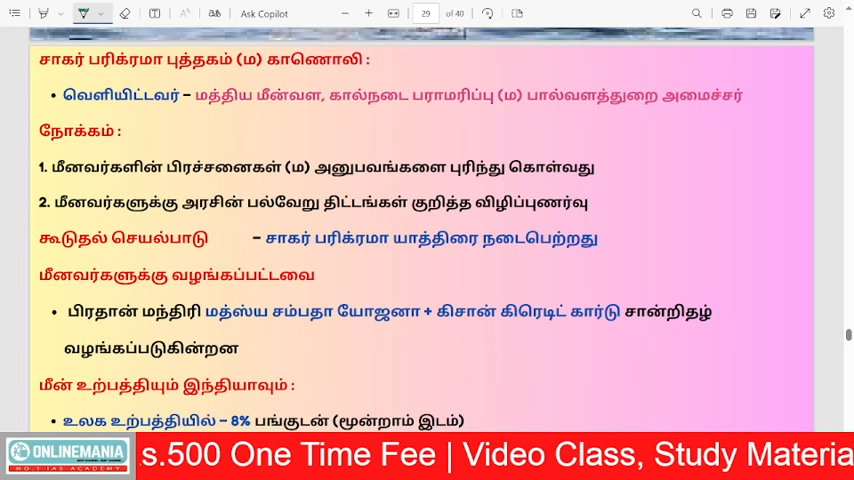 Ask Copilot
29 of 40
சாகர் பரிக்ரமா புத்தகம் (ம) காணொலி :
• வெளியிட்டவர் – மத்திய மீன்வள, கால்நடை பராமரிப்பு (ம) பால்வளத்துறை அமைச்சர்
நோக்கம் :
1. மீனவர்களின் பிரச்சனைகள் (ம) அனுபவங்களை புரிந்து கொள்வது
2. மீனவர்களுக்கு அரசின் பல்வேறு திட்டங்கள் குறித்த விழிப்புணர்வு
கூடுதல் செயல்பாடு – சாகர் பரிக்ரமா யாத்திரை நடைபெற்றது
மீனவர்களுக்கு வழங்கப்பட்டவை
• பிரதான் மந்திரி மத்ஸ்ய சம்பதா யோஜனா + கிசான் கிரெடிட் கார்டு சான்றிதழ்
வழங்கப்படுகின்றன
மீன் உற்பத்தியும் இந்தியாவும் :
• உலக உற்பத்தியில் – 8% பங்குடன் (மூன்றாம் இடம்)
ONLINEMANIA
NO.1 IAS ACADEMY
s.500 One Time Fee | Video Class, Study Materia